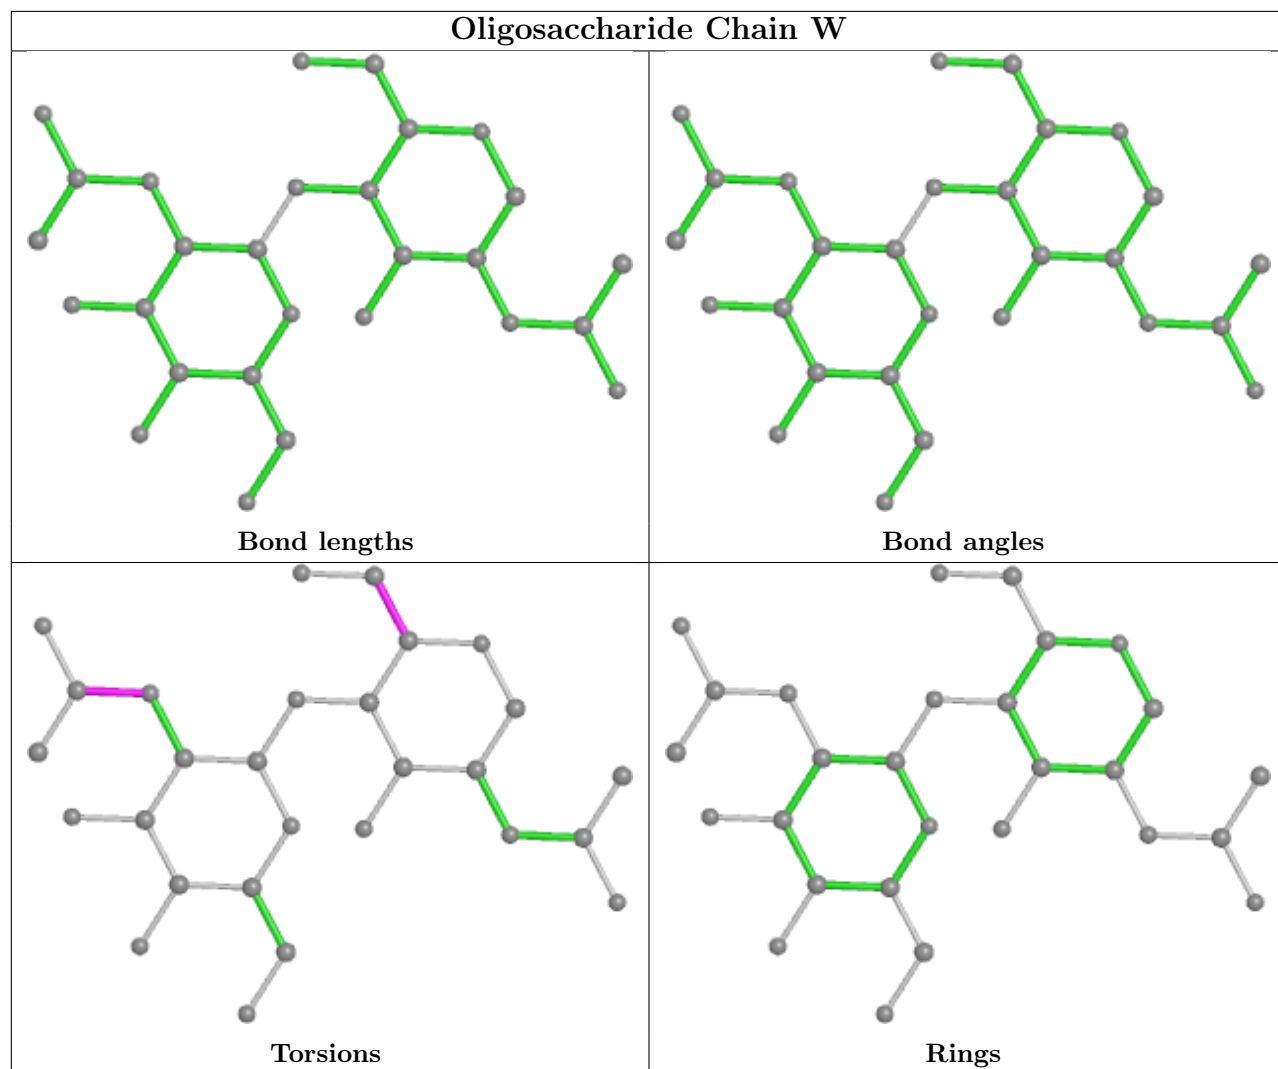 Oligosaccharide Chain W
Bond lengths
Bond angles
Torsions
Rings